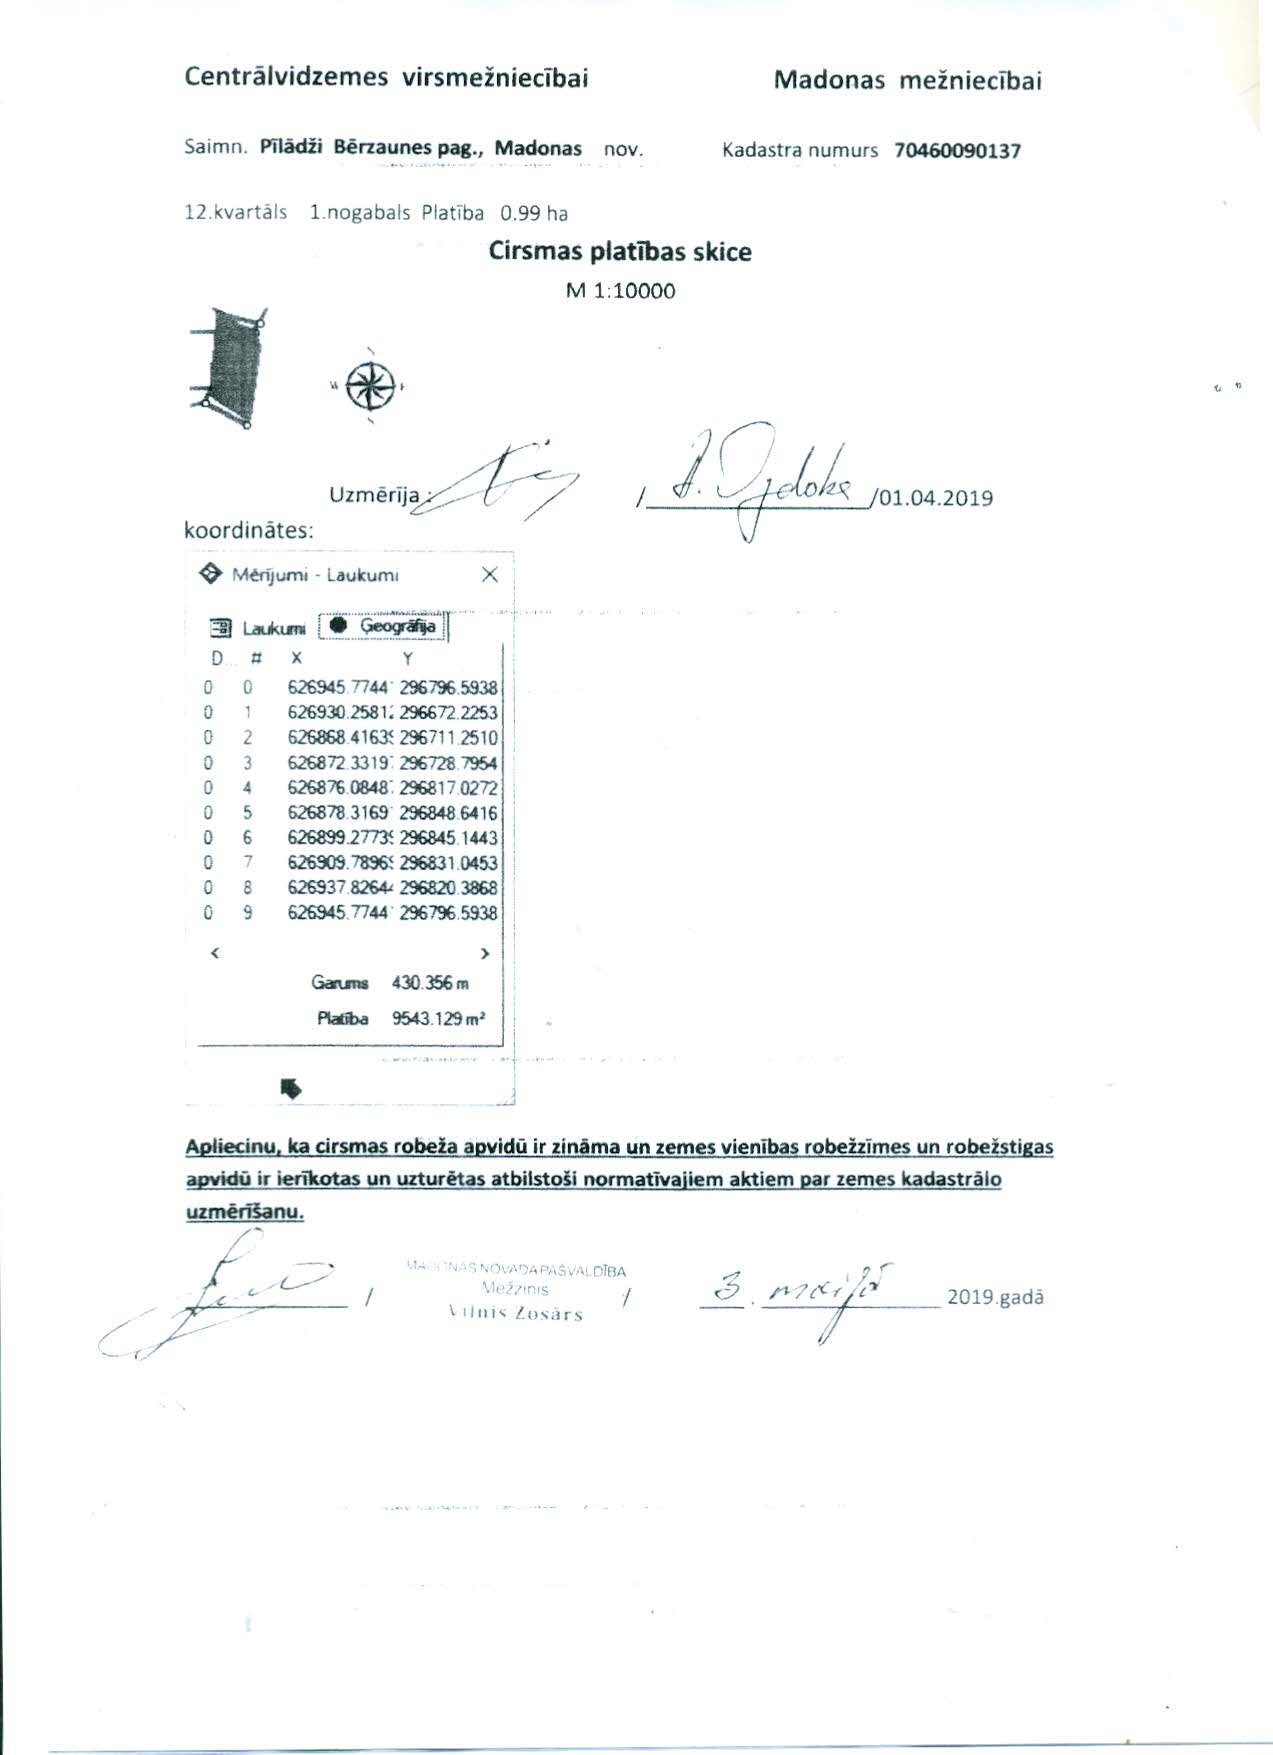 Centrālvidzemes virsmežniecībai Madonas mežniecībai
Saimn. Pīlādži Bērzaunes pag., Madonas nov. Kadastra numurs 70460090137
12.kvartāls 1.nogabals Platība 0.99 ha
Cirsmas platības skice
M 1:10000
W
Uzmērīja : / A. /01.04.2019
koordinātes:
Mērījumi - Laukumi
Laukumi Ģeogrāfija
D... # X Y
0 0 626945.7744 296796.5938
0 1 626930.2581 296672.2253
0 2 626868.4163 296711.2510
0 3 626872.3319 296728.7954
0 4 626876.0848 296817.0272
0 5 626878.3169 296848.6416
0 6 626899.2773 296845.1443
0 7 626909.7896 296831.0453
0 8 626937.8264 296820.3868
0 9 626945.7744 296796.5938
< >
Garums 430.356 m
Platība 9543.129 m²
Apliecinu, ka cirsmas robeža apvidū ir zināma un zemes vienības robežzīmes un robežstigas
apvidū ir ierīkotas un uzturētas atbilstoši normatīvajiem aktiem par zemes kadastrālo
uzmērīšanu.
MADONAS NOVADA PAŠVALDĪBA
Mežzinis
/ Vilnis Zosārs / 3. maijā 2019.gadā